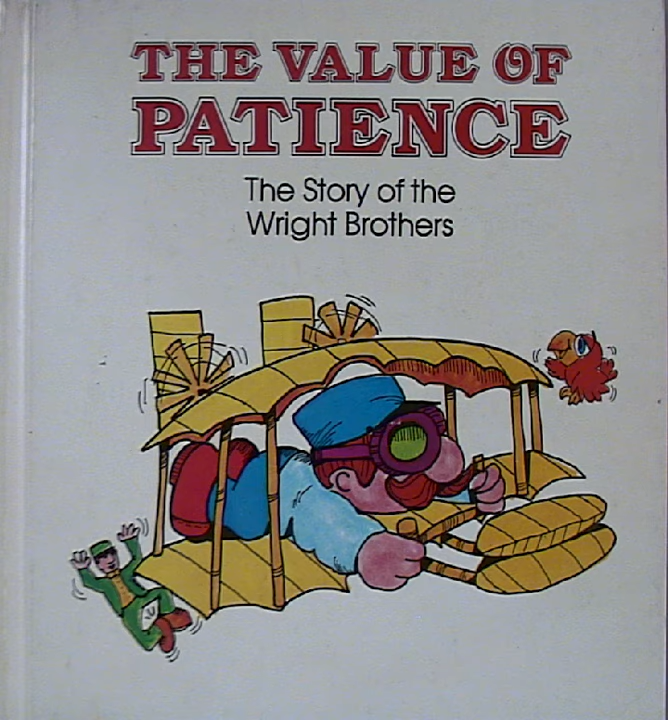 THE VALUE OF
PATIENCE
The Story of the
Wright Brothers